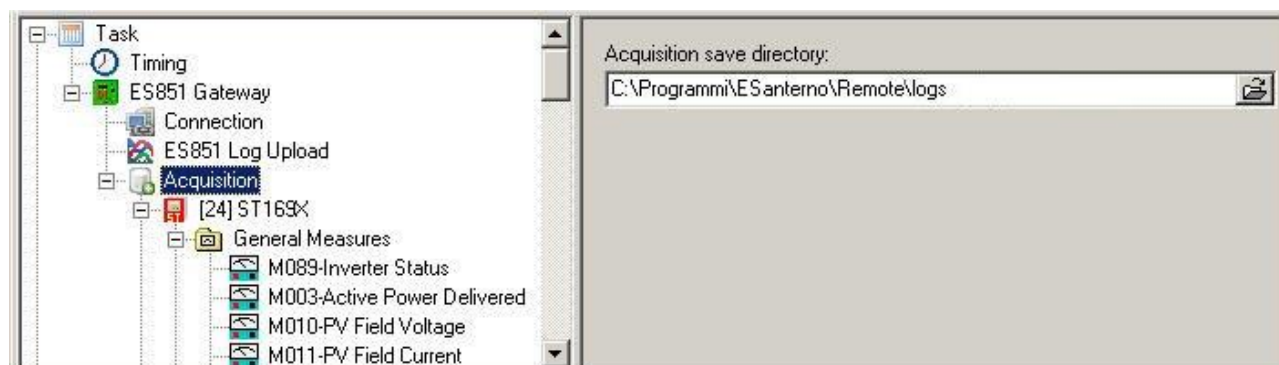 Task
Timing
ES851 Gateway
Connection
ES851 Log Upload
Acquisition
[24] ST169X
General Measures
M089-Inverter Status
M003-Active Power Delivered
M010-PV Field Voltage
M011-PV Field Current
Acquisition save directory:
C:\Programmi\ESanterno\Remote\logs